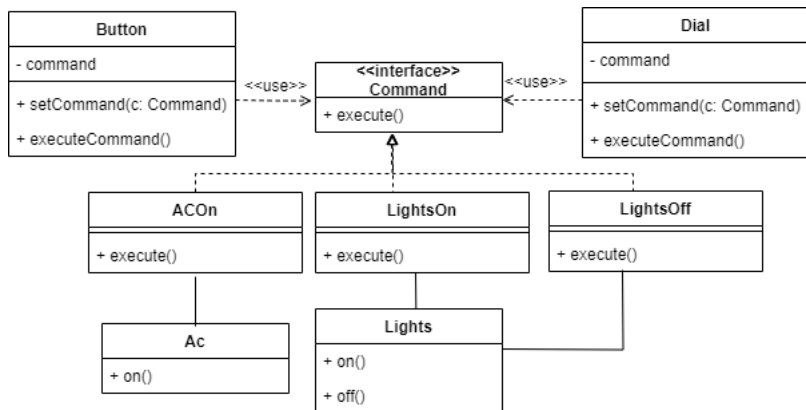 Button
- command
+ setCommand(c: Command)
+ executeCommand()
<<use>>
<<interface>>
Command
+ execute()
<<use>>
Dial
- command
+ setCommand(c: Command)
+ executeCommand()
ACOn
+ execute()
LightsOn
+ execute()
LightsOff
+ execute()
Ac
+ on()
Lights
+ on()
+ off()